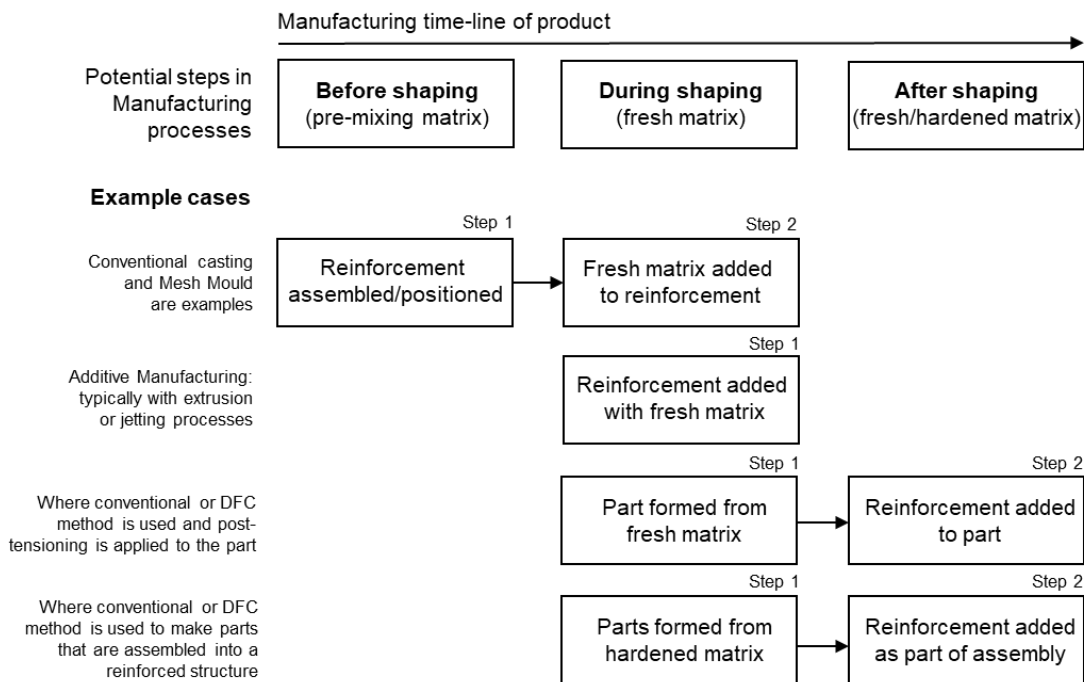 Manufacturing time-line of product
Potential steps in
Manufacturing
processes
Before shaping
(pre-mixing matrix)
During shaping
(fresh matrix)
After shaping
(fresh/hardened matrix)
Example cases
Conventional casting
and Mesh Mould
are examples
Step 1
Reinforcement
assembled/positioned
Step 2
Fresh matrix added
to reinforcement
Additive Manufacturing:
typically with extrusion
or jetting processes
Step 1
Reinforcement added
with fresh matrix
Where conventional or DFC
method is used and post-
tensioning is applied to the part
Step 1
Part formed from
fresh matrix
Step 2
Reinforcement added
to part
Where conventional or DFC
method is used to make parts
that are assembled into a
reinforced structure
Step 1
Parts formed from
hardened matrix
Step 2
Reinforcement added
as part of assembly